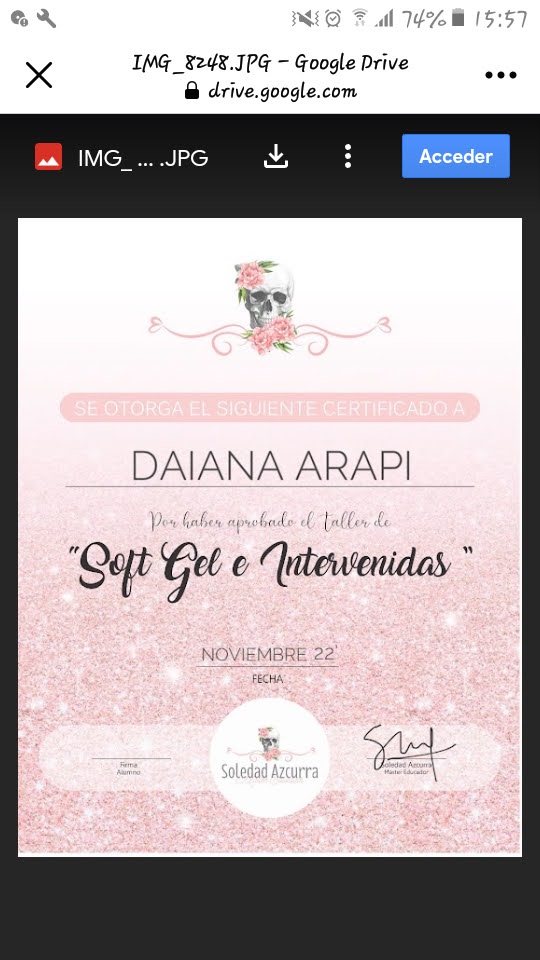 74% 15:57
IMG_8248.JPG – Google Drive
drive.google.com
IMG_ ... .JPG
Acceder
SE OTORGA EL SIGUIENTE CERTIFICADO A
DAIANA ARAPI
Por haber aprobado el Taller de
"Soft Gel e Intervenidas "
NOVIEMBRE 22'
FECHA
Firma
Alumno
Soledad Azcurra
Soledad Azcurra
Master Educador